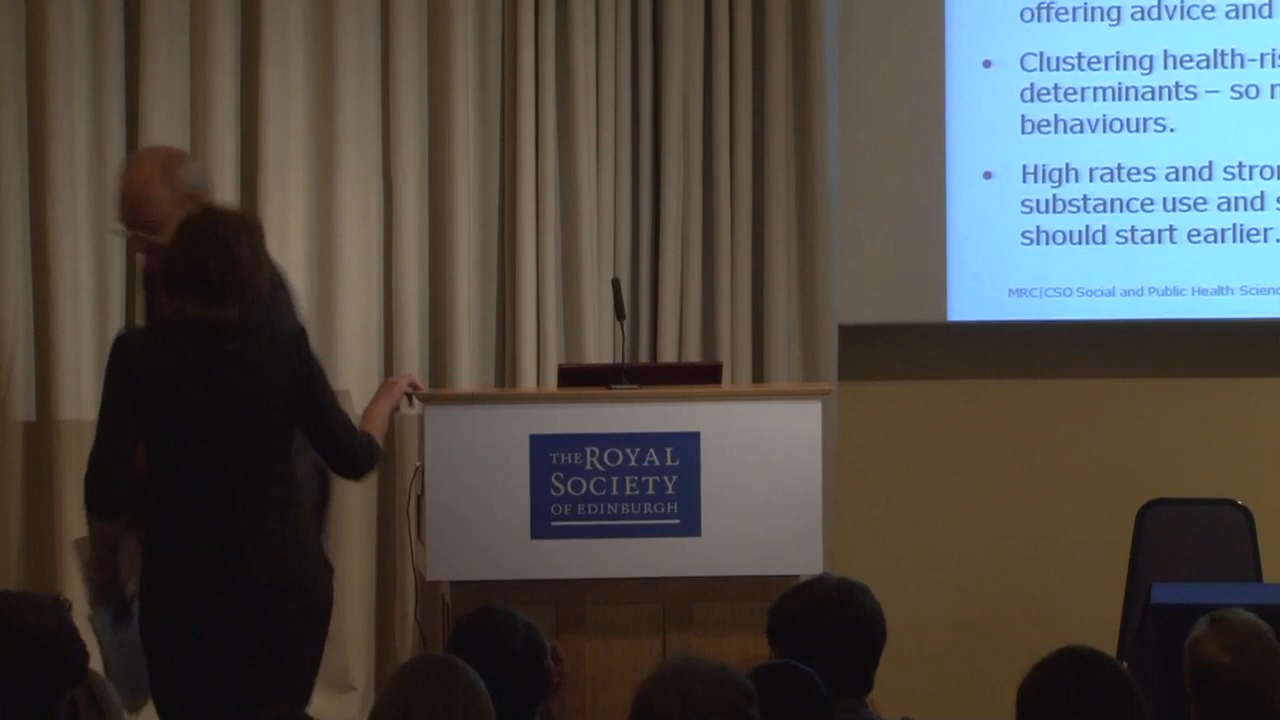 offering advice and
• Clustering health-ris
determinants – so
behaviours.
• High rates and stron
substance use and
should start earlier.
MRC|CSO Social and Public Health Scienc
THE ROYAL
SOCIETY
OF EDINBURGH